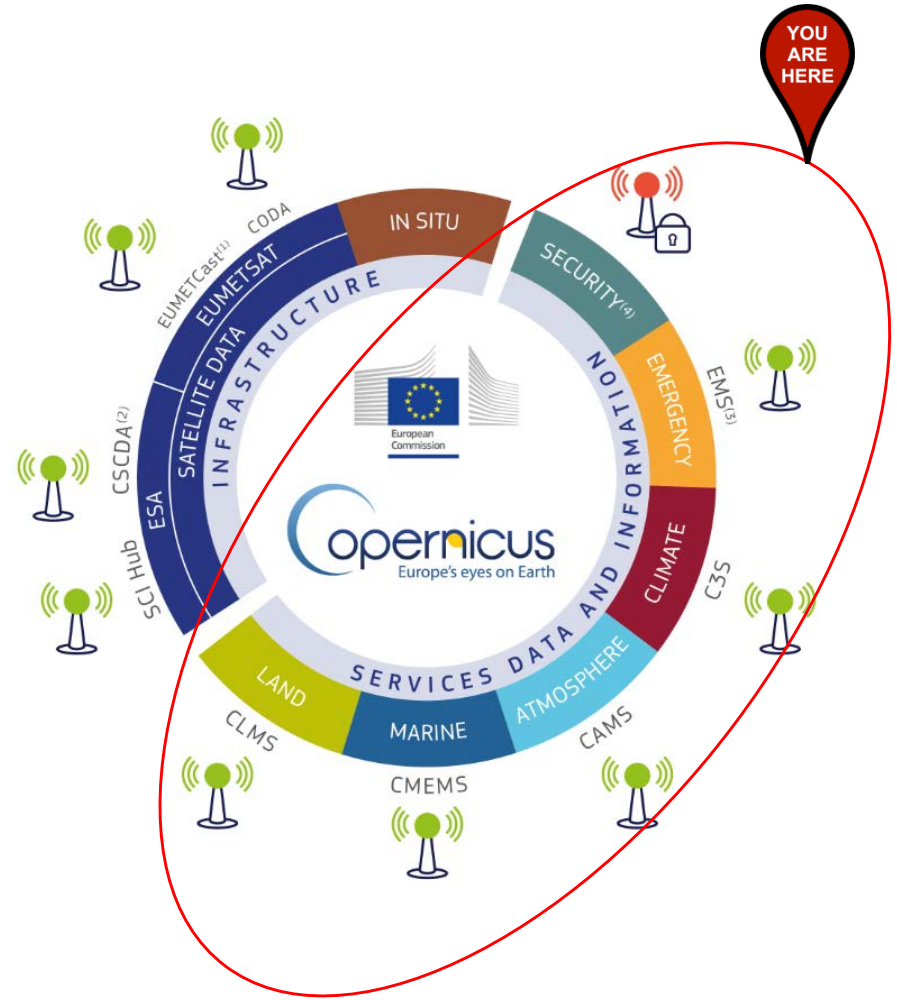 YOU
ARE
HERE
IN SITU
CODA
EUMETCast(1)
EUMETSAT
SATELLITE DATA
INFRASTRUCTURE
CSCDA(2)
ESA
SCI Hub
SECURITY(4)
EMERGENCY
EMS(3)
CLIMATE
C3S
ATMOSPHERE
CAMS
MARINE
CMEMS
LAND
CLMS
SERVICES DATA AND INFORMATION
European
Commission
Copernicus
Europe's eyes on Earth